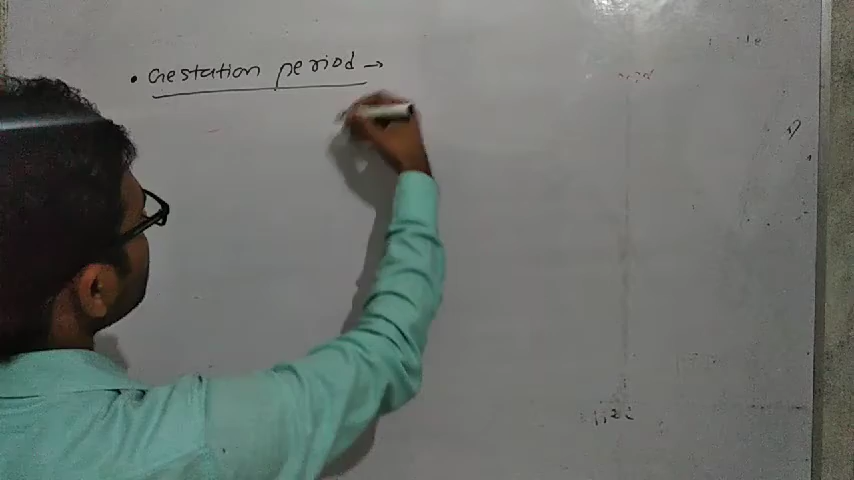 • Gestation period →